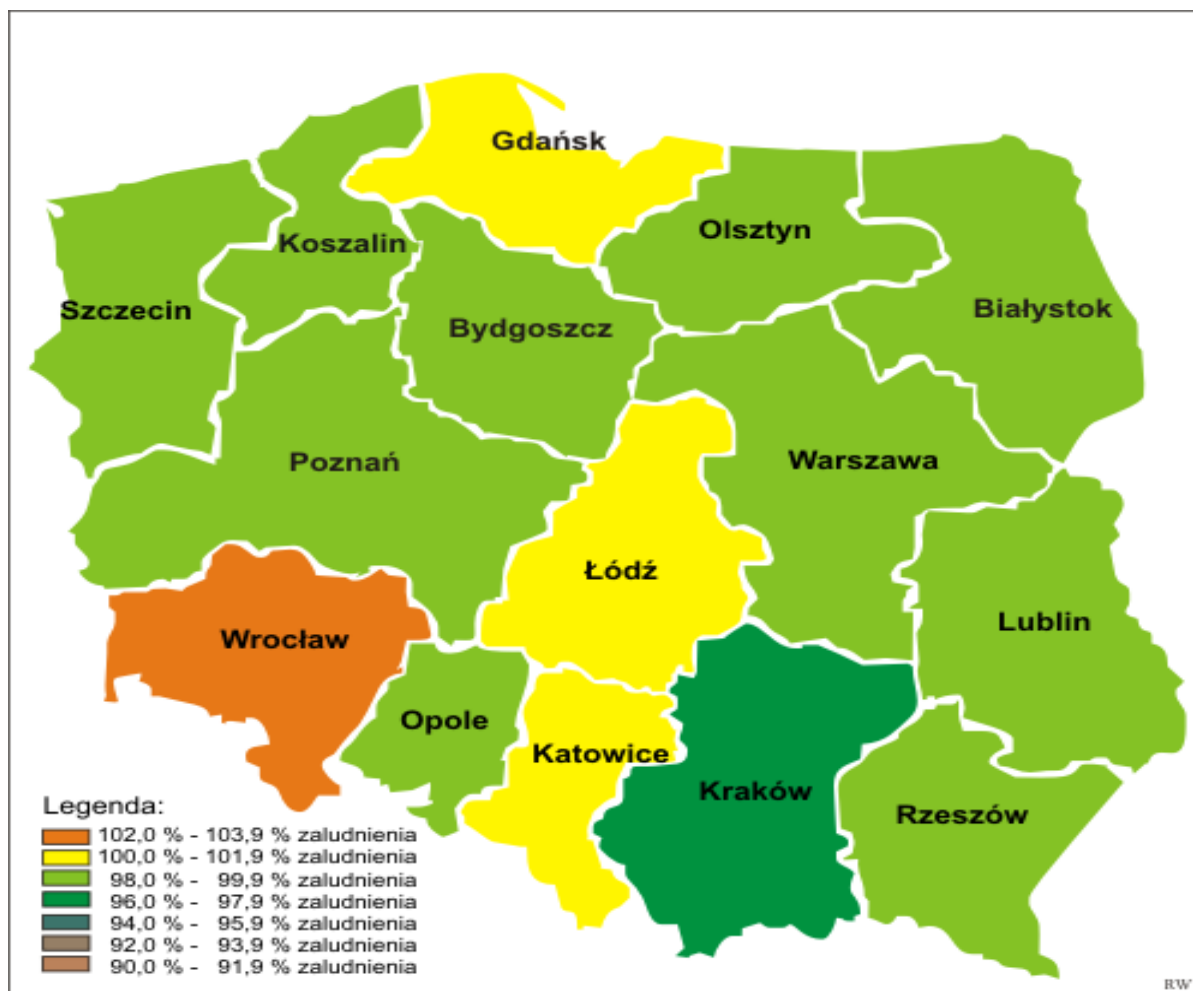 Gdańsk
Olsztyn
Koszalin
Szczecin
Białystok
Bydgoszcz
Poznań
Warszawa
Łódź
Lublin
Wrocław
Opole
Katowice
Kraków
Rzeszów
Legenda:
102,0 % - 103,9 % zaludnienia
100,0 % - 101,9 % zaludnienia
98,0 % - 99,9 % zaludnienia
96,0 % - 97,9 % zaludnienia
94,0 % - 95,9 % zaludnienia
92,0 % - 93,9 % zaludnienia
90,0 % - 91,9 % zaludnienia
RW